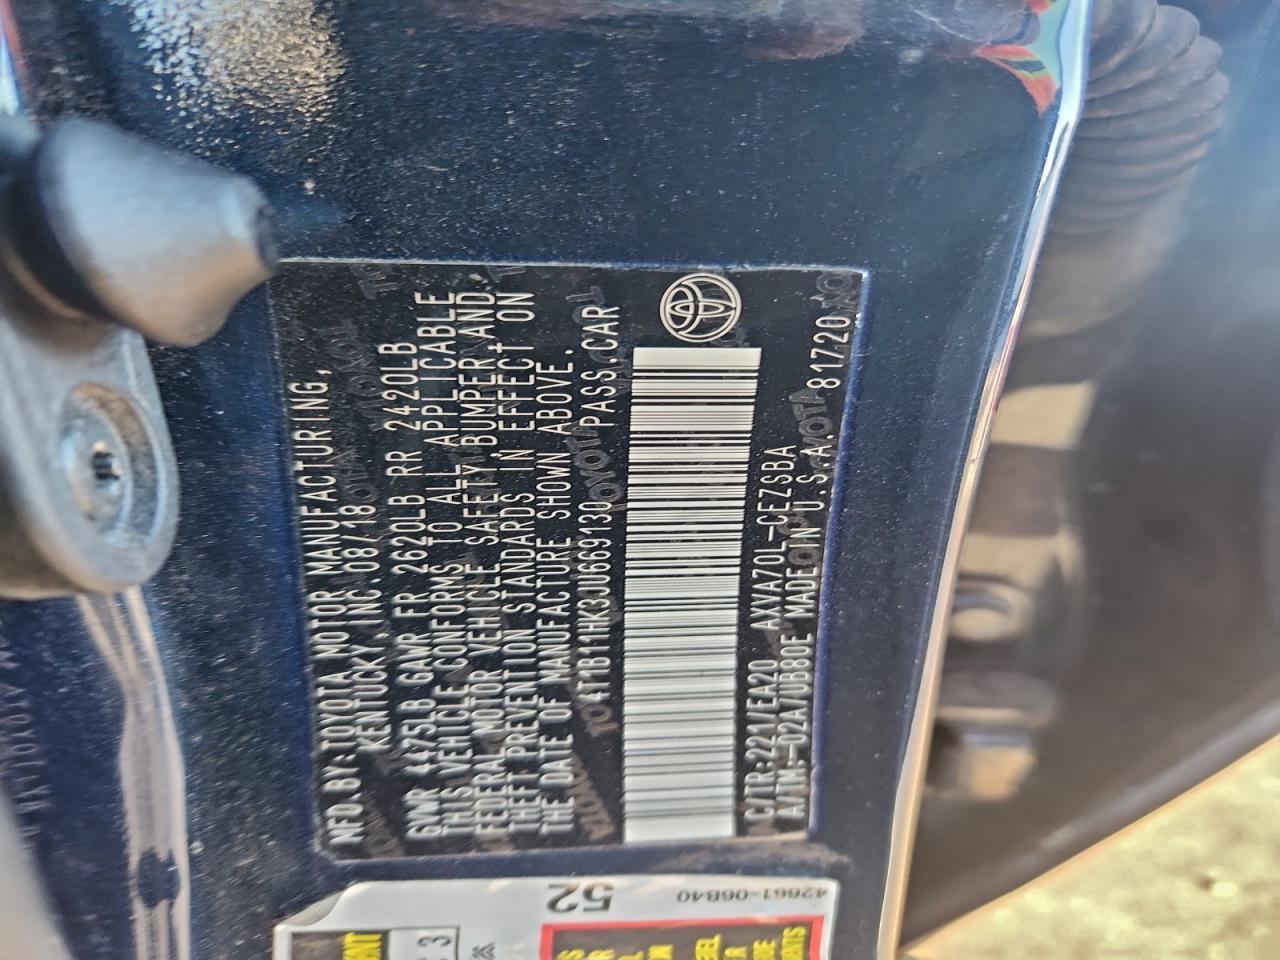 MFD.BY:TOYOTA MOTOR MANUFACTURING,
KENTUCKY, INC.08/18
GVWR 4475LB GAWR FR 2620LB RR 2420LB
THIS VEHICLE CONFORMS TO ALL APPLICABLE
FEDERAL MOTOR VEHICLE SAFETY,BUMPER,AND
THEFT PREVENTION STANDARDS IN EFFECT ON
THE DATE OF MANUFACTURE SHOWN ABOVE.
4T1B11HK3JU669130 PASS.CAR
C/TR:221/EA20 AXVA70L-CEZSBA
A/TM:-02A/UB80E MADE IN U.S.A. 81720
52
42661-06B40